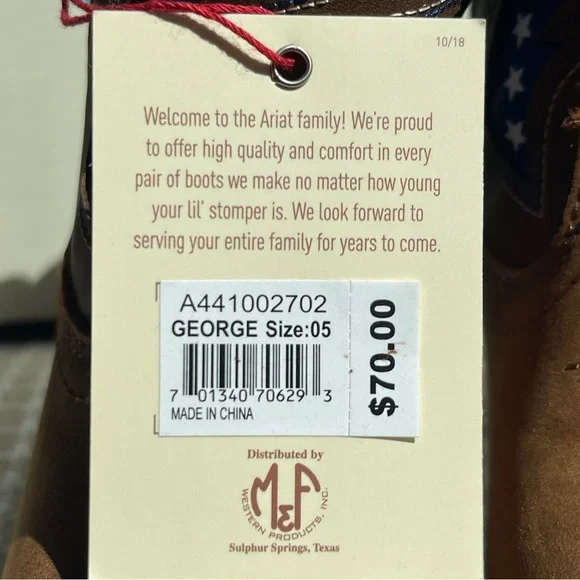 10/18
Welcome to the Ariat family! We're proud
to offer high quality and comfort in every
pair of boots we make no matter how young
your lil' stomper is. We look forward to
serving your entire family for years to come.
A441002702
GEORGE Size:05
7 01340 70629 3
MADE IN CHINA
$70.00
Distributed by
M&F
WESTERN PRODUCTS, INC.
Sulphur Springs, Texas